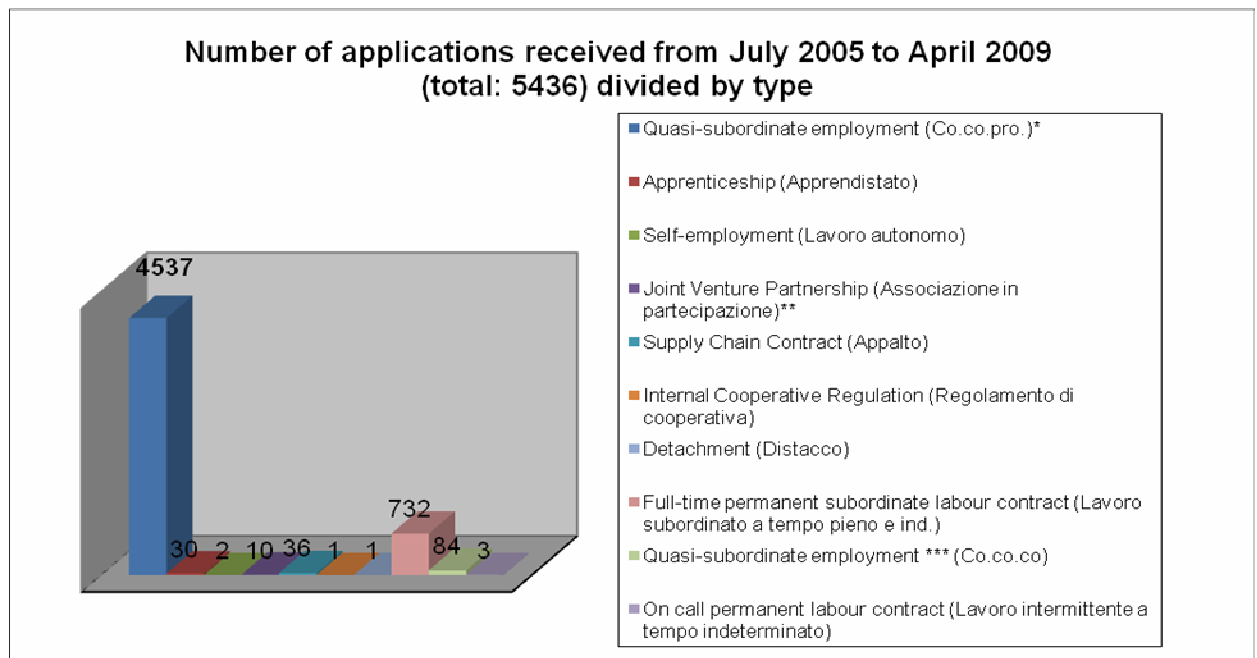 Number of applications received from July 2005 to April 2009
(total: 5436) divided by type
Quasi-subordinate employment (Co.co.pro.)*
Apprenticeship (Apprendistato)
Self-employment (Lavoro autonomo)
Joint Venture Partnership (Associazione in
partecipazione)**
Supply Chain Contract (Appalto)
Internal Cooperative Regulation (Regolamento di
cooperativa)
Detachment (Distacco)
Full-time permanent subordinate labour contract (Lavoro
subordinato a tempo pieno e ind.)
Quasi-subordinate employment *** (Co.co.co)
On call permanent labour contract (Lavoro intermittente a
tempo indeterminato)
4537
30 2 10 36 1 1 732 84 3